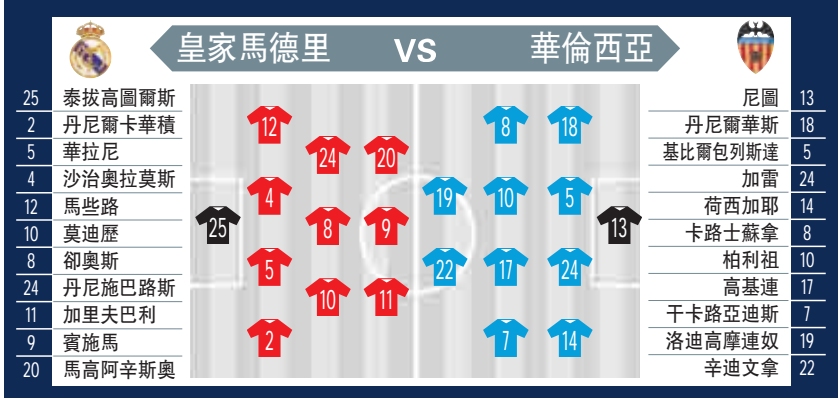 皇家馬德里 VS 華倫西亞
25 泰拔高圖爾斯
2 丹尼爾卡華積
5 華拉尼
4 沙治奧拉莫斯
12 馬些路
10 莫迪歷
8 卻奧斯
24 丹尼施巴路斯
11 加里夫巴利
9 賓施馬
20 馬高阿辛斯奧
12
24
20
4
25
8
9
5
10
11
2
8
18
19
10
5
13
22
17
24
7
14
尼圖 13
丹尼爾華斯 18
基比爾包列斯達 5
加雷 24
荷西加耶 14
卡路士蘇拿 8
柏利祖 10
高基連 17
干卡路亞迪斯 7
洛迪高摩連奴 19
辛迪文拿 22